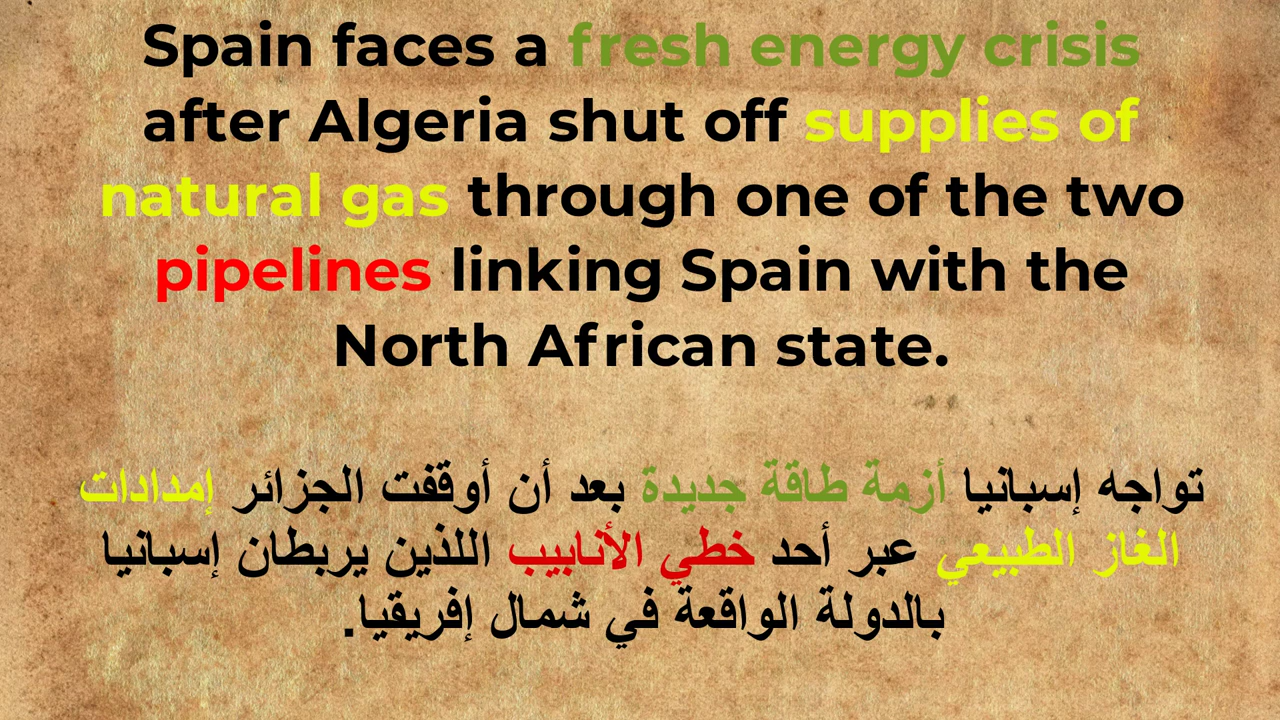 Spain faces a fresh energy crisis
after Algeria shut off supplies of
natural gas through one of the two
pipelines linking Spain with the
North African state.
تواجه إسبانيا أزمة طاقة جديدة بعد أن أوقفت الجزائر إمدادات
الغاز الطبيعي عبر أحد خطي الأنابيب اللذين يربطان إسبانيا
بالدولة الواقعة في شمال إفريقيا.